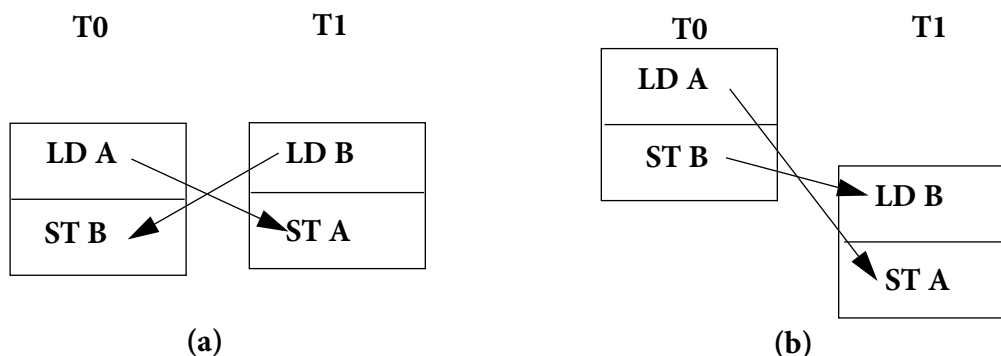 T0 T1
LD A LD B
ST B ST A
(a)
T0 T1
LD A
ST B
LD B
ST A
(b)